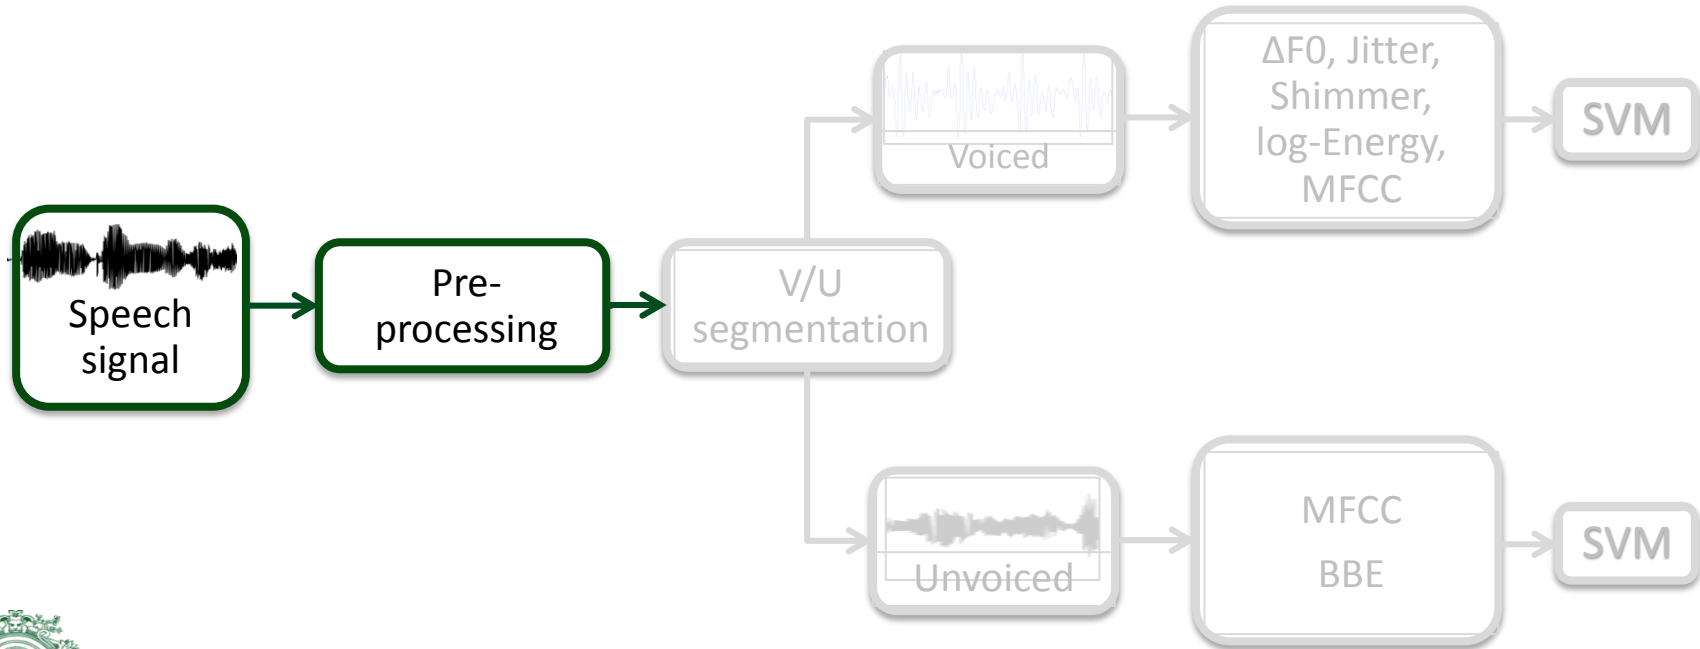 Speech
signal
Pre-
processing
V/U
segmentation
Voiced
ΔF0, Jitter,
Shimmer,
log-Energy,
MFCC
SVM
Unvoiced
MFCC
BBE
SVM